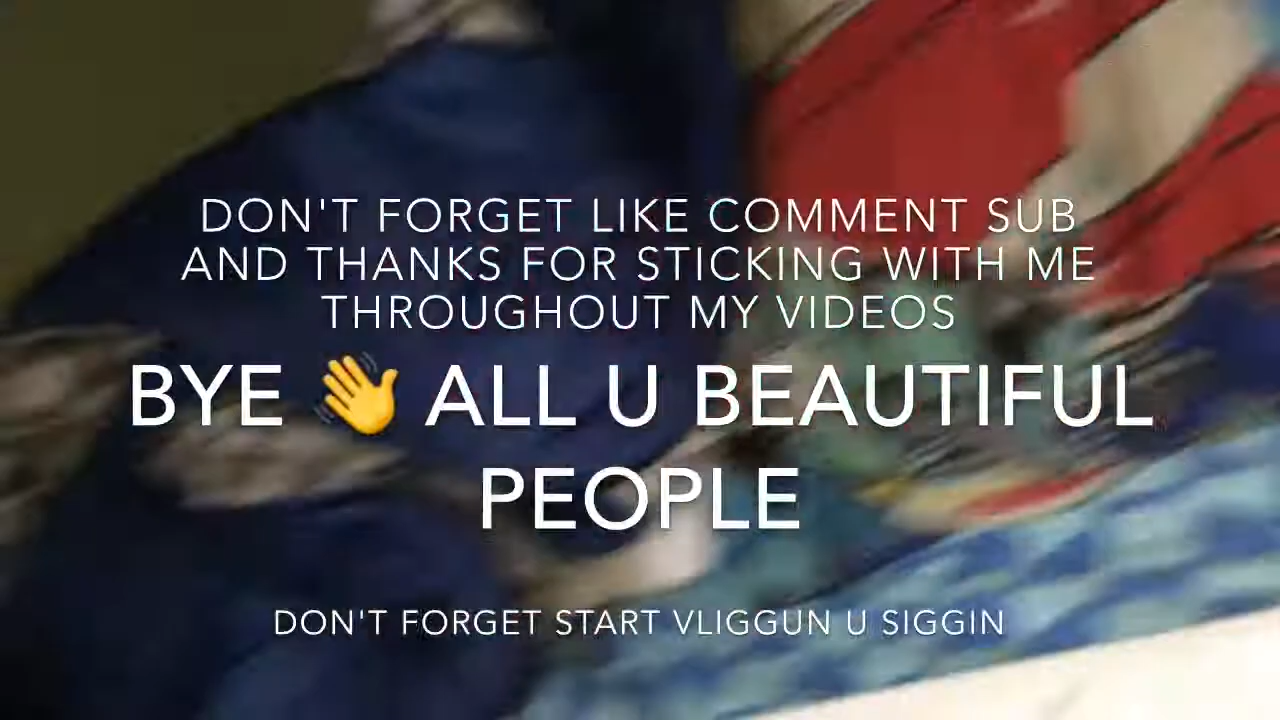 DON'T FORGET LIKE COMMENT SUB
AND THANKS FOR STICKING WITH ME
THROUGHOUT MY VIDEOS
BYE 👋 ALL U BEAUTIFUL
PEOPLE
DON'T FORGET START VLIGGUN U SIGGIN